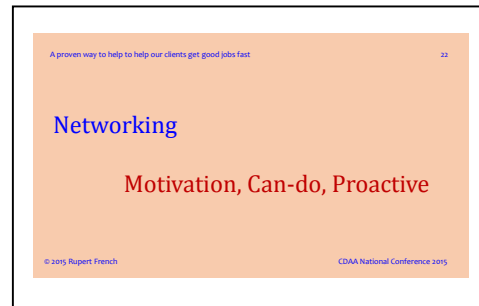 A proven way to help to help our clients get good jobs fast 22
Networking
Motivation, Can-do, Proactive
© 2015 Rupert French CDAA National Conference 2015